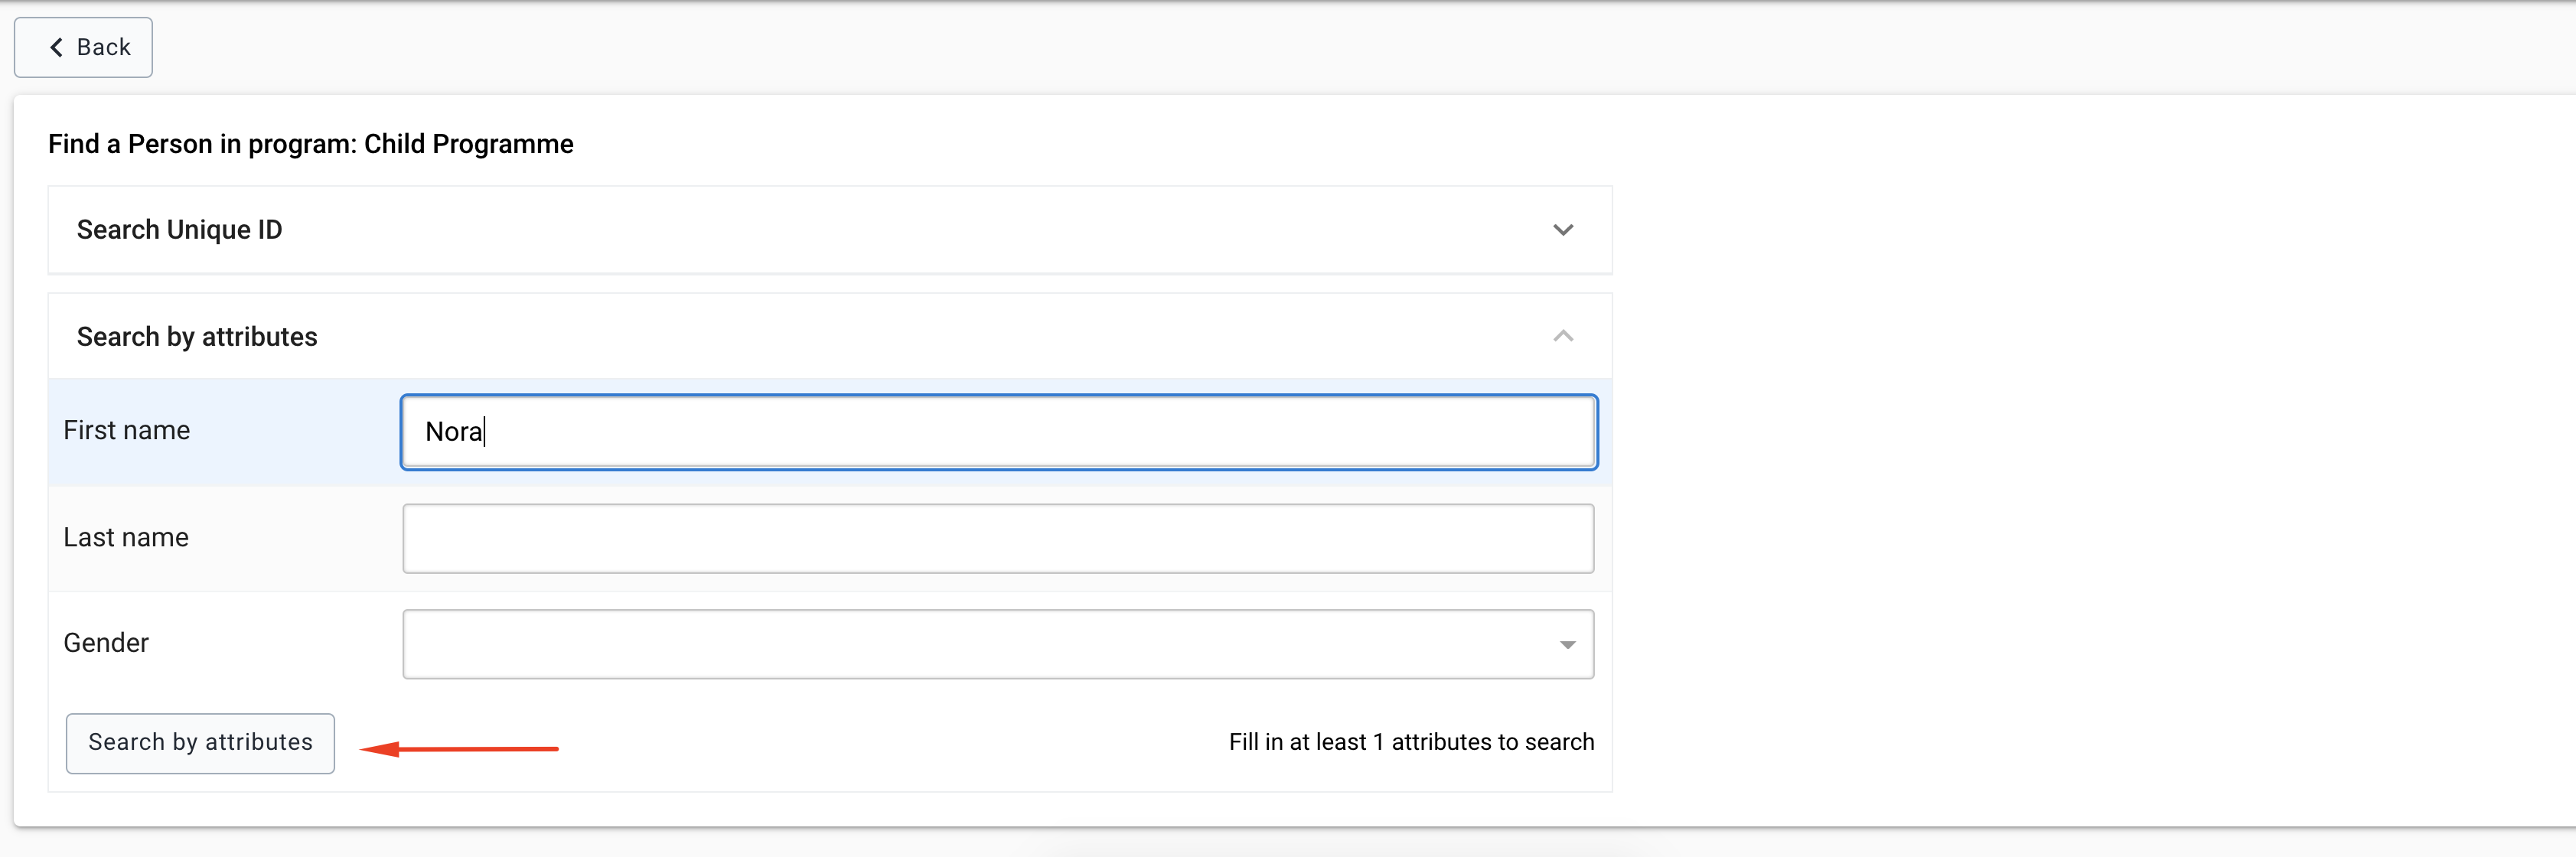 Back
Find a Person in program: Child Programme
Search Unique ID
Search by attributes
First name
Nora
Last name
Gender
Search by attributes
Fill in at least 1 attributes to search